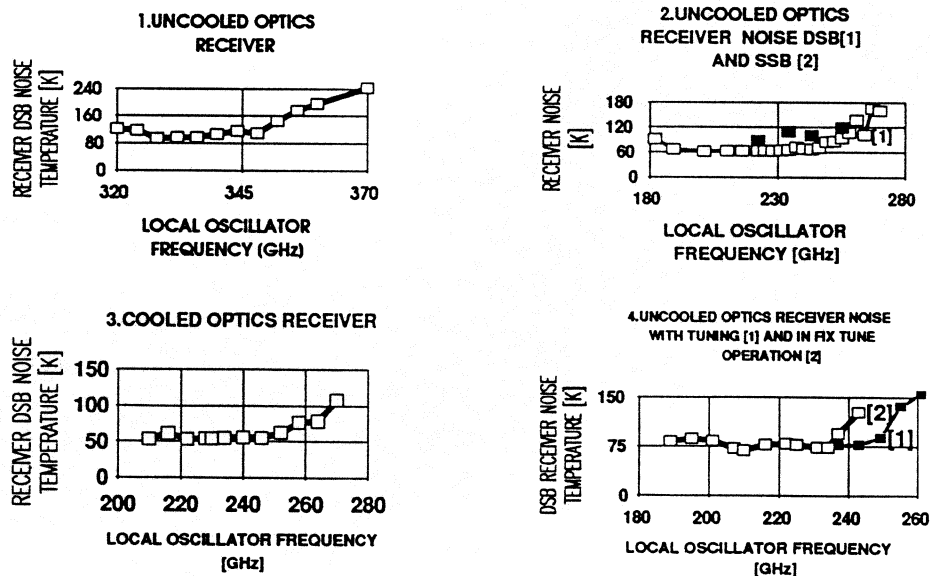 1.UNCOOLED OPTICS
RECEIVER
RECEIVER DSB NOISE
TEMPERATURE [K]
240
160
80
0
320
345
370
LOCAL OSCILLATOR
FREQUENCY (GHz)
2.UNCOOLED OPTICS
RECEIVER NOISE DSB[1]
AND SSB [2]
RECEIVER NOISE
[K]
180
120
60
0
[1]
180
230
280
LOCAL OSCILLATOR
FREQUENCY [GHz]
3.COOLED OPTICS RECEIVER
RECEIVER DSB NOISE
TEMPERATURE [K]
150
100
50
0
200
220
240
260
280
LOCAL OSCILLATOR FREQUENCY
[GHz]
4.UNCOOLED OPTICS RECEIVER NOISE
WITH TUNING [1] AND IN FIX TUNE
OPERATION [2]
DSB RECEIVER NOISE
TEMPERATURE [K]
150
75
0
[2]
[1]
180
200
220
240
260
LOCAL OSCILLATOR FREQUENCY
[GHz]